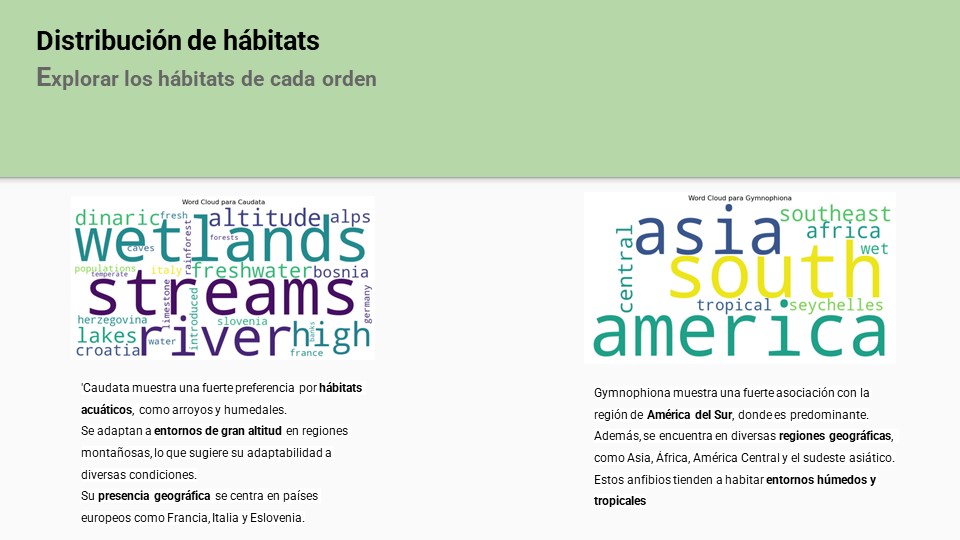 Distribución de hábitats
Explorar los hábitats de cada orden
Word Cloud para Caudata
dinaric
fresh
altitude
alps
wetlands
caves
rainforest
forests
populations
temperate
italy
freshwater
bosnia
streams
limestone
introduced
germany
herzegovina
slovenia
lakes
water
river
banks
high
croatia
france
'Caudata muestra una fuerte preferencia por hábitats
acuáticos, como arroyos y humedales.
Se adaptan a entornos de gran altitud en regiones
montañosas, lo que sugiere su adaptabilidad a
diversas condiciones.
Su presencia geográfica se centra en países
europeos como Francia, Italia y Eslovenia.
Word Cloud para Gymnophiona
central
asia
southeast
africa
wet
south
tropical
seychelles
america
Gymnophiona muestra una fuerte asociación con la
región de América del Sur, donde es predominante.
Además, se encuentra en diversas regiones geográficas,
como Asia, África, América Central y el sudeste asiático.
Estos anfibios tienden a habitar entornos húmedos y
tropicales